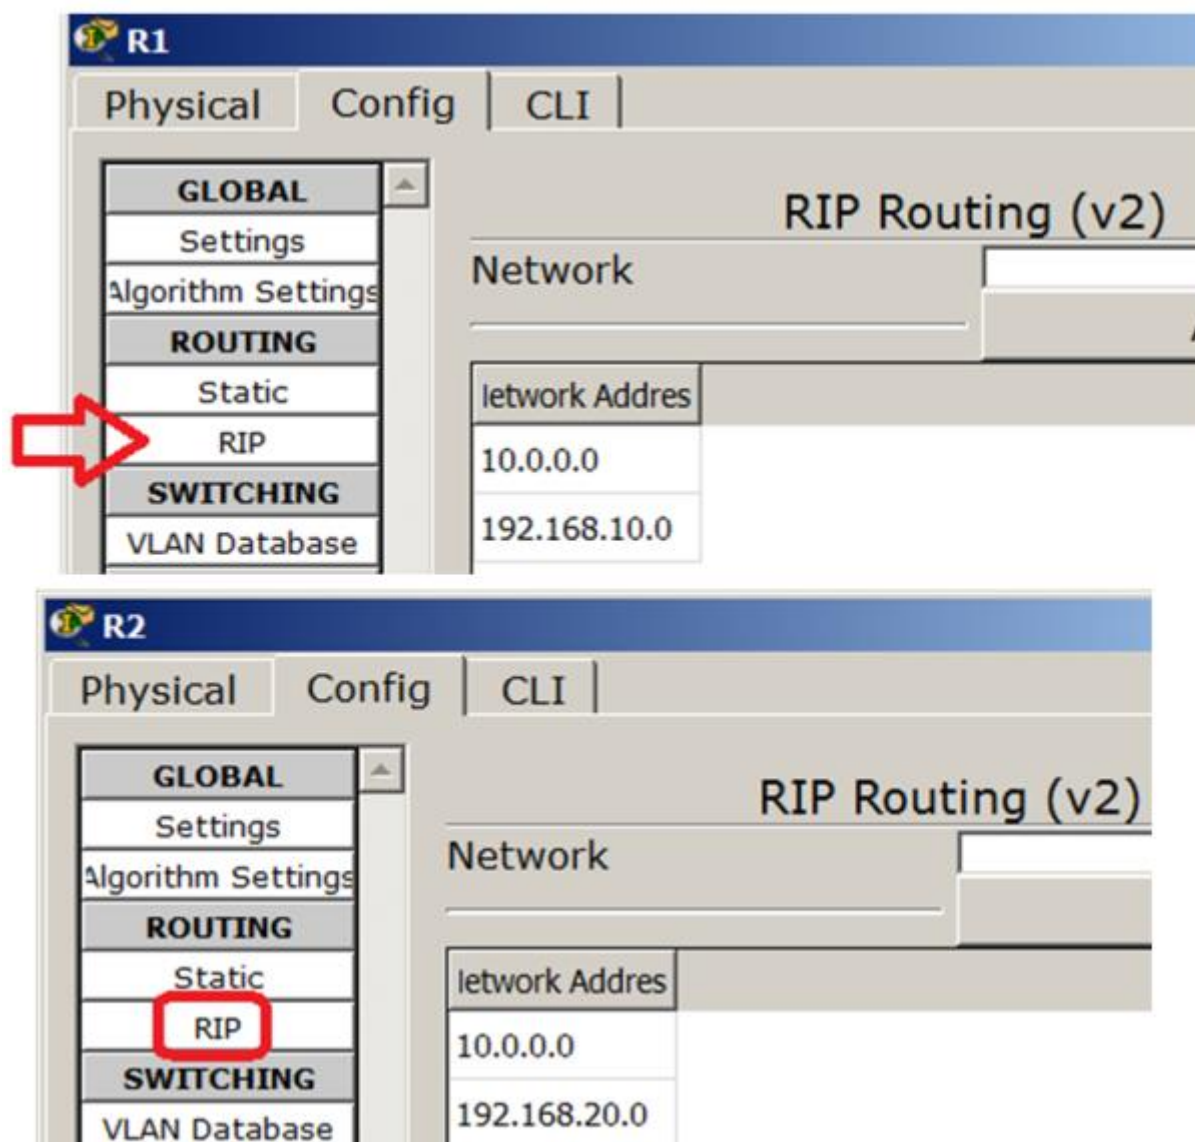 R1
Physical Config CLI
GLOBAL
Settings
Algorithm Settings
ROUTING
Static
RIP
SWITCHING
VLAN Database
RIP Routing (v2)
Network
letwork Addres
10.0.0.0
192.168.10.0
R2
Physical Config CLI
GLOBAL
Settings
Algorithm Settings
ROUTING
Static
RIP
SWITCHING
VLAN Database
RIP Routing (v2)
Network
letwork Addres
10.0.0.0
192.168.20.0